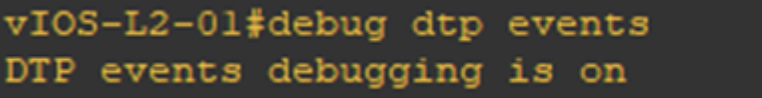 vIOS-L2-01#debug dtp events
DTP events debugging is on